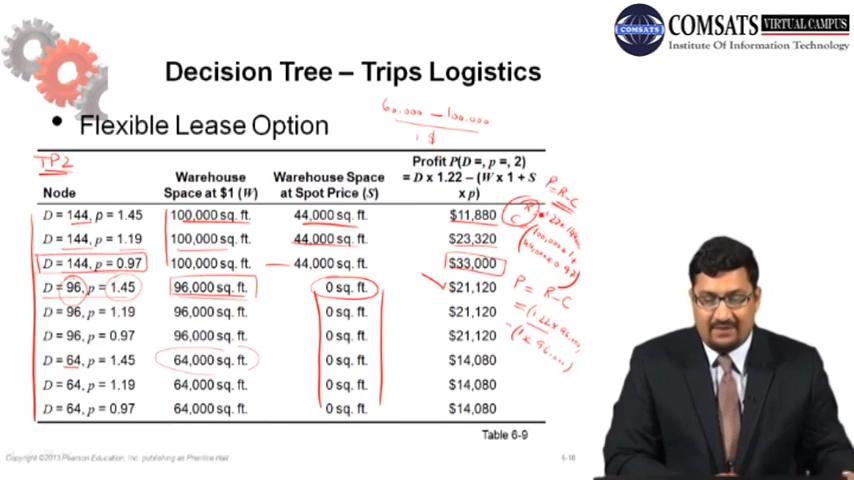 COMSATS VIRTUAL CAMPUS
COMSATS
Institute Of Information Technology
Decision Tree – Trips Logistics
• Flexible Lease Option
60,000 — 100,000
1 $
TP2
Node
Warehouse Space at $1 (W)
Warehouse Space at Spot Price (S)
Profit P(D =, p =, 2) = D x 1.22 – (W x 1 + S x p)
D = 144, p = 1.45 100,000 sq. ft. 44,000 sq. ft. $11,880
D = 144, p = 1.19 100,000 sq. ft. 44,000 sq. ft. $23,320
D = 144, p = 0.97 100,000 sq. ft. 44,000 sq. ft. $33,000
D = 96, p = 1.45 96,000 sq. ft. 0 sq. ft. $21,120
D = 96, p = 1.19 96,000 sq. ft. 0 sq. ft. $21,120
D = 96, p = 0.97 96,000 sq. ft. 0 sq. ft. $21,120
D = 64, p = 1.45 64,000 sq. ft. 0 sq. ft. $14,080
D = 64, p = 1.19 64,000 sq. ft. 0 sq. ft. $14,080
D = 64, p = 0.97 64,000 sq. ft. 0 sq. ft. $14,080
P=R-C
P = R-C
=(1.22x96,000)
-(1x96,000)
Table 6-9
Copyright ©2013 Pearson Education, Inc. publishing as Prentice Hall
6-18